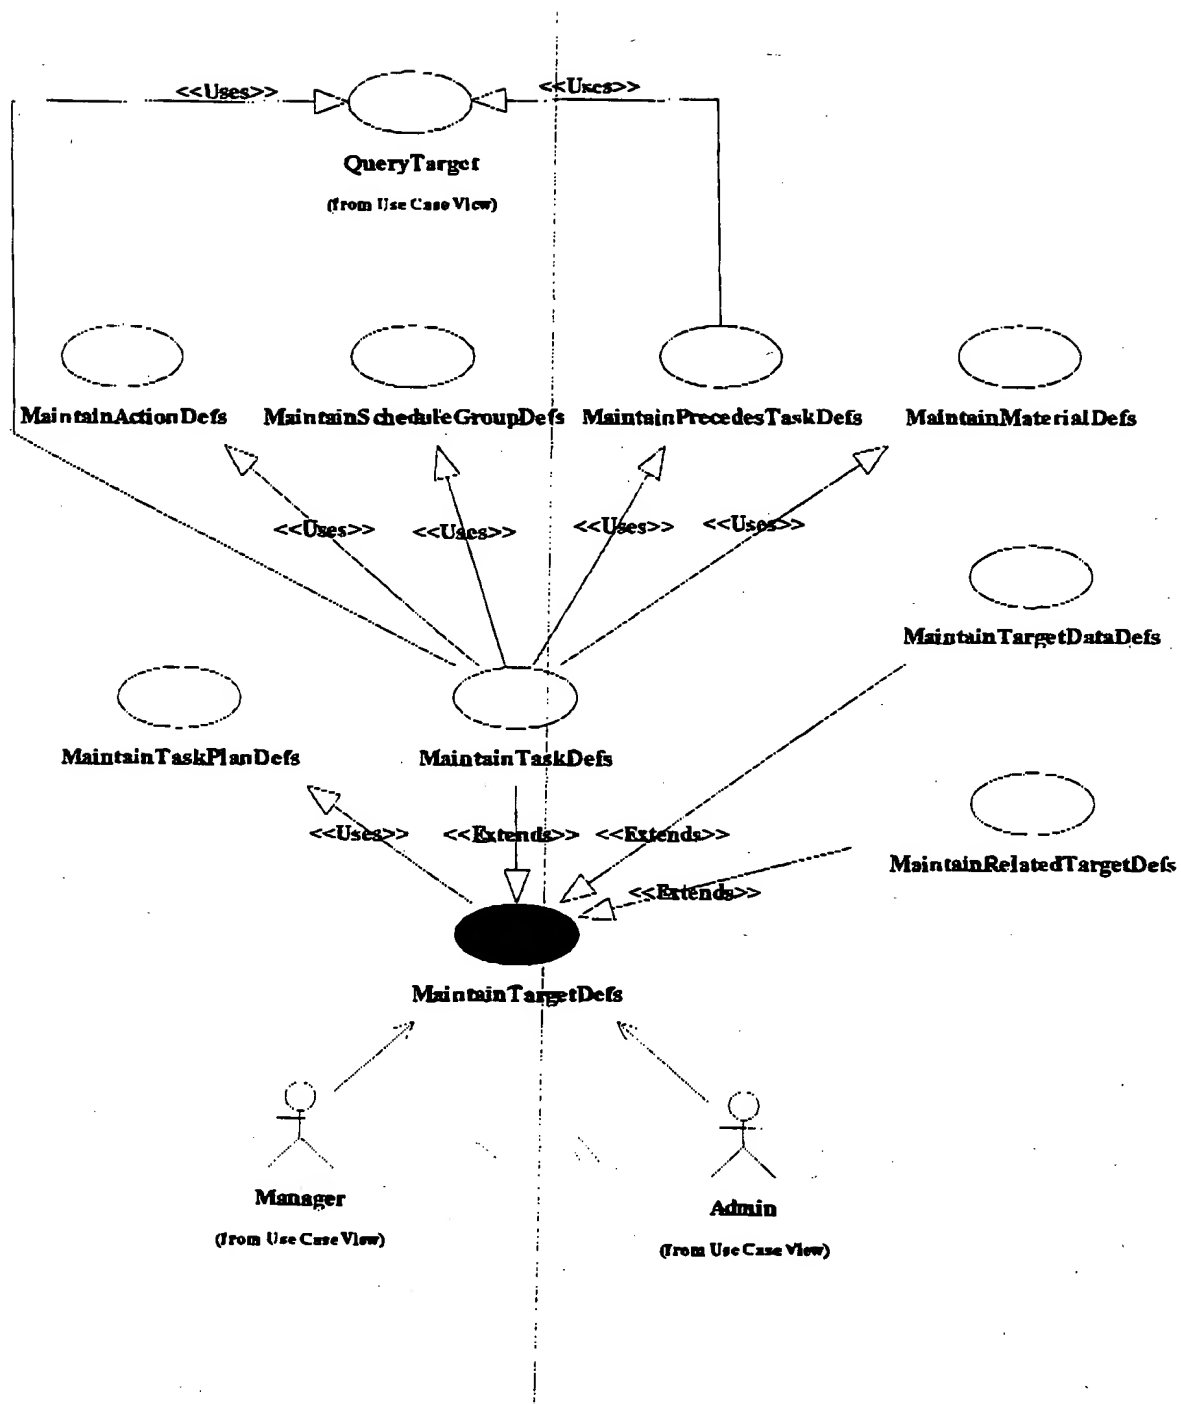 <<Uses>>
<<Uses>>
QueryTarget
(from Use Case View)
MaintainActionDefs
MaintainScheduleGroupDefs
MaintainPrecedesTaskDefs
MaintainMaterialDefs
<<Uses>>
<<Uses>>
<<Uses>>
<<Uses>>
MaintainTargetDataDefs
MaintainTaskPlanDefs
MaintainTaskDefs
<<Uses>>
<<Extends>>
<<Extends>>
MaintainRelatedTargetDefs
<<Extends>>
MaintainTargetDefs
Manager
(from Use Case View)
Admin
(from Use Case View)